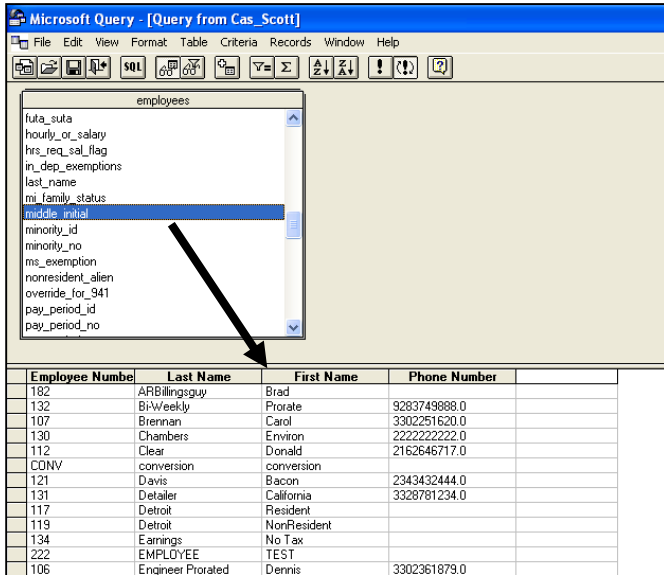 Microsoft Query - [Query from Cas_Scott]
File Edit View Format Table Criteria Records Window Help
SQL
employees
futa_suta
hourly_or_salary
hrs_req_sal_flag
in_dep_exemptions
last_name
mi_family_status
middle_initial
minority_id
minority_no
ms_exemption
nonresident_alien
override_for_941
pay_period_id
pay_period_no
Employee Numbe Last Name First Name Phone Number
182 ARBillingsguy Brad
132 Bi-Weekly Prorate 9283749888.0
107 Brennan Carol 3302251620.0
130 Chambers Environ 2222222222.0
112 Clear Donald 2162646717.0
CONV conversion conversion
121 Davis Bacon 2343432444.0
131 Detailer California 3328781234.0
117 Detroit Resident
119 Detroit NonResident
134 Earnings No Tax
222 EMPLOYEE TEST
106 Engineer Prorated Dennis 3302361879.0